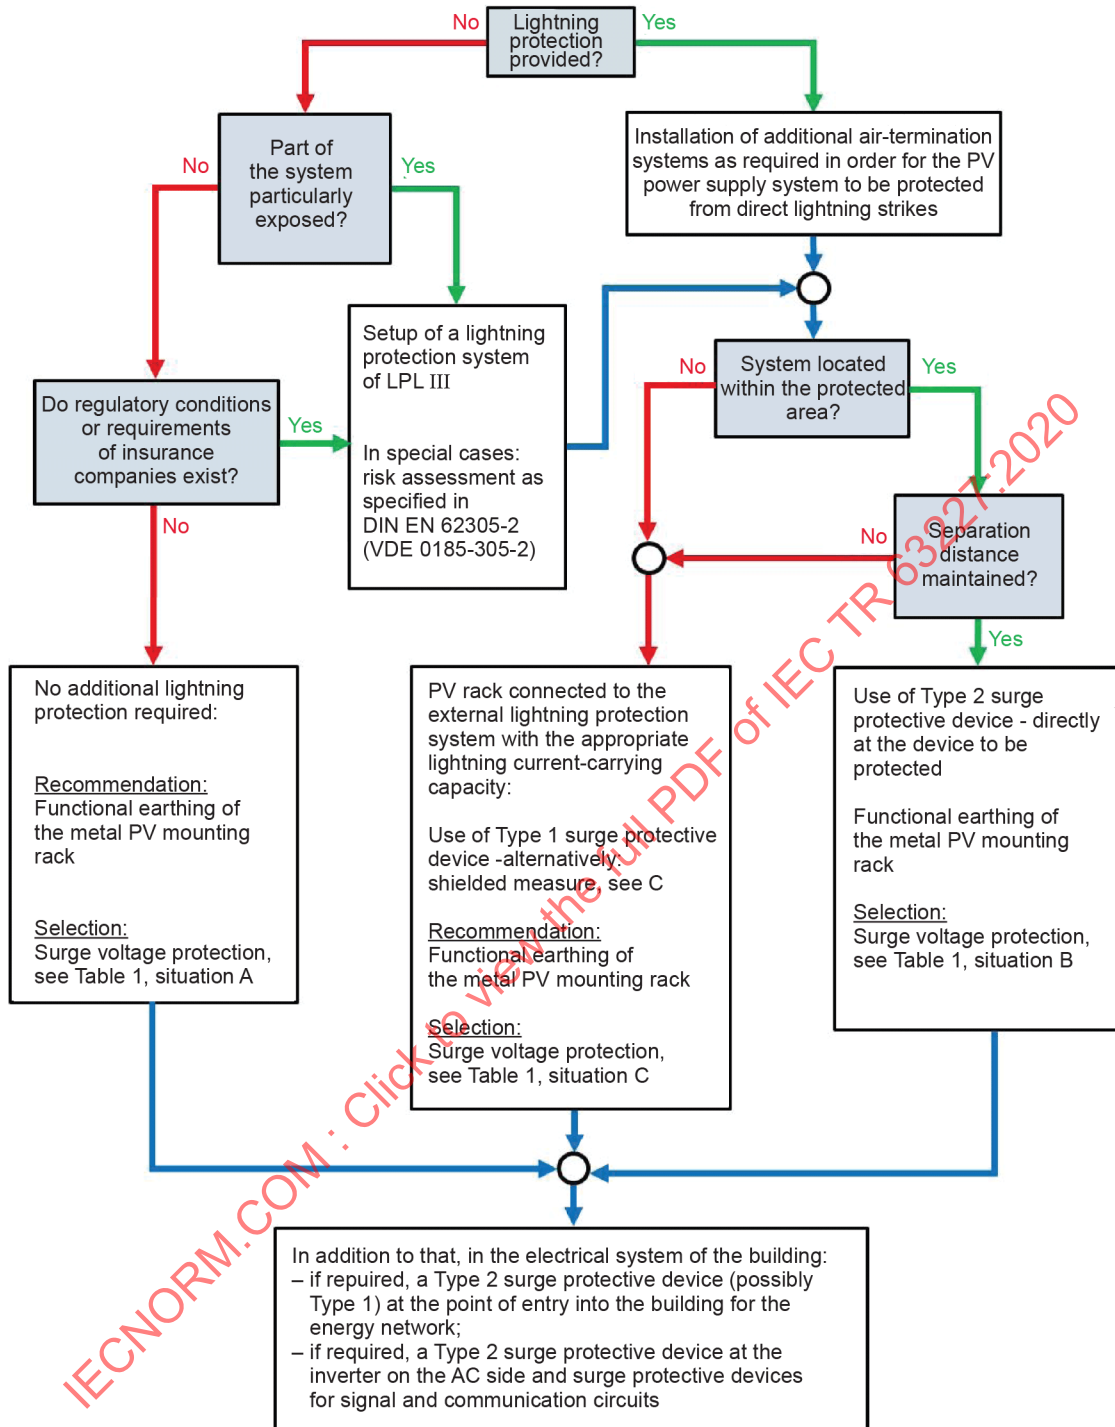 No
Lightning
protection
provided?
Yes
Part of
the system
particularly
exposed?
No
Yes
Installation of additional air-termination
systems as required in order for the PV
power supply system to be protected
from direct lightning strikes
Setup of a lightning
protection system
of LPL III
In special cases:
risk assessment as
specified in
DIN EN 62305-2
(VDE 0185-305-2)
No
System located
within the protected
area?
Yes
Do regulatory conditions
or requirements
of insurance
companies exist?
Yes
No
No
Separation
distance
maintained?
Yes
No additional lightning
protection required:
Recommendation:
Functional earthing of
the metal PV mounting
rack
Selection:
Surge voltage protection,
see Table 1, situation A
PV rack connected to the
external lightning protection
system with the appropriate
lightning current-carrying
capacity:
Use of Type 1 surge protective
device -alternatively:
shielded measure, see C
Recommendation:
Functional earthing of
the metal PV mounting rack
Selection:
Surge voltage protection,
see Table 1, situation C
Use of Type 2 surge
protective device - directly
at the device to be
protected
Functional earthing of
the metal PV mounting
rack
Selection:
Surge voltage protection,
see Table 1, situation B
In addition to that, in the electrical system of the building:
– if repuired, a Type 2 surge protective device (possibly
Type 1) at the point of entry into the building for the
energy network;
– if required, a Type 2 surge protective device at the
inverter on the AC side and surge protective devices
for signal and communication circuits
IECNORM.COM : Click to view the full PDF of IEC TR 63227:2020